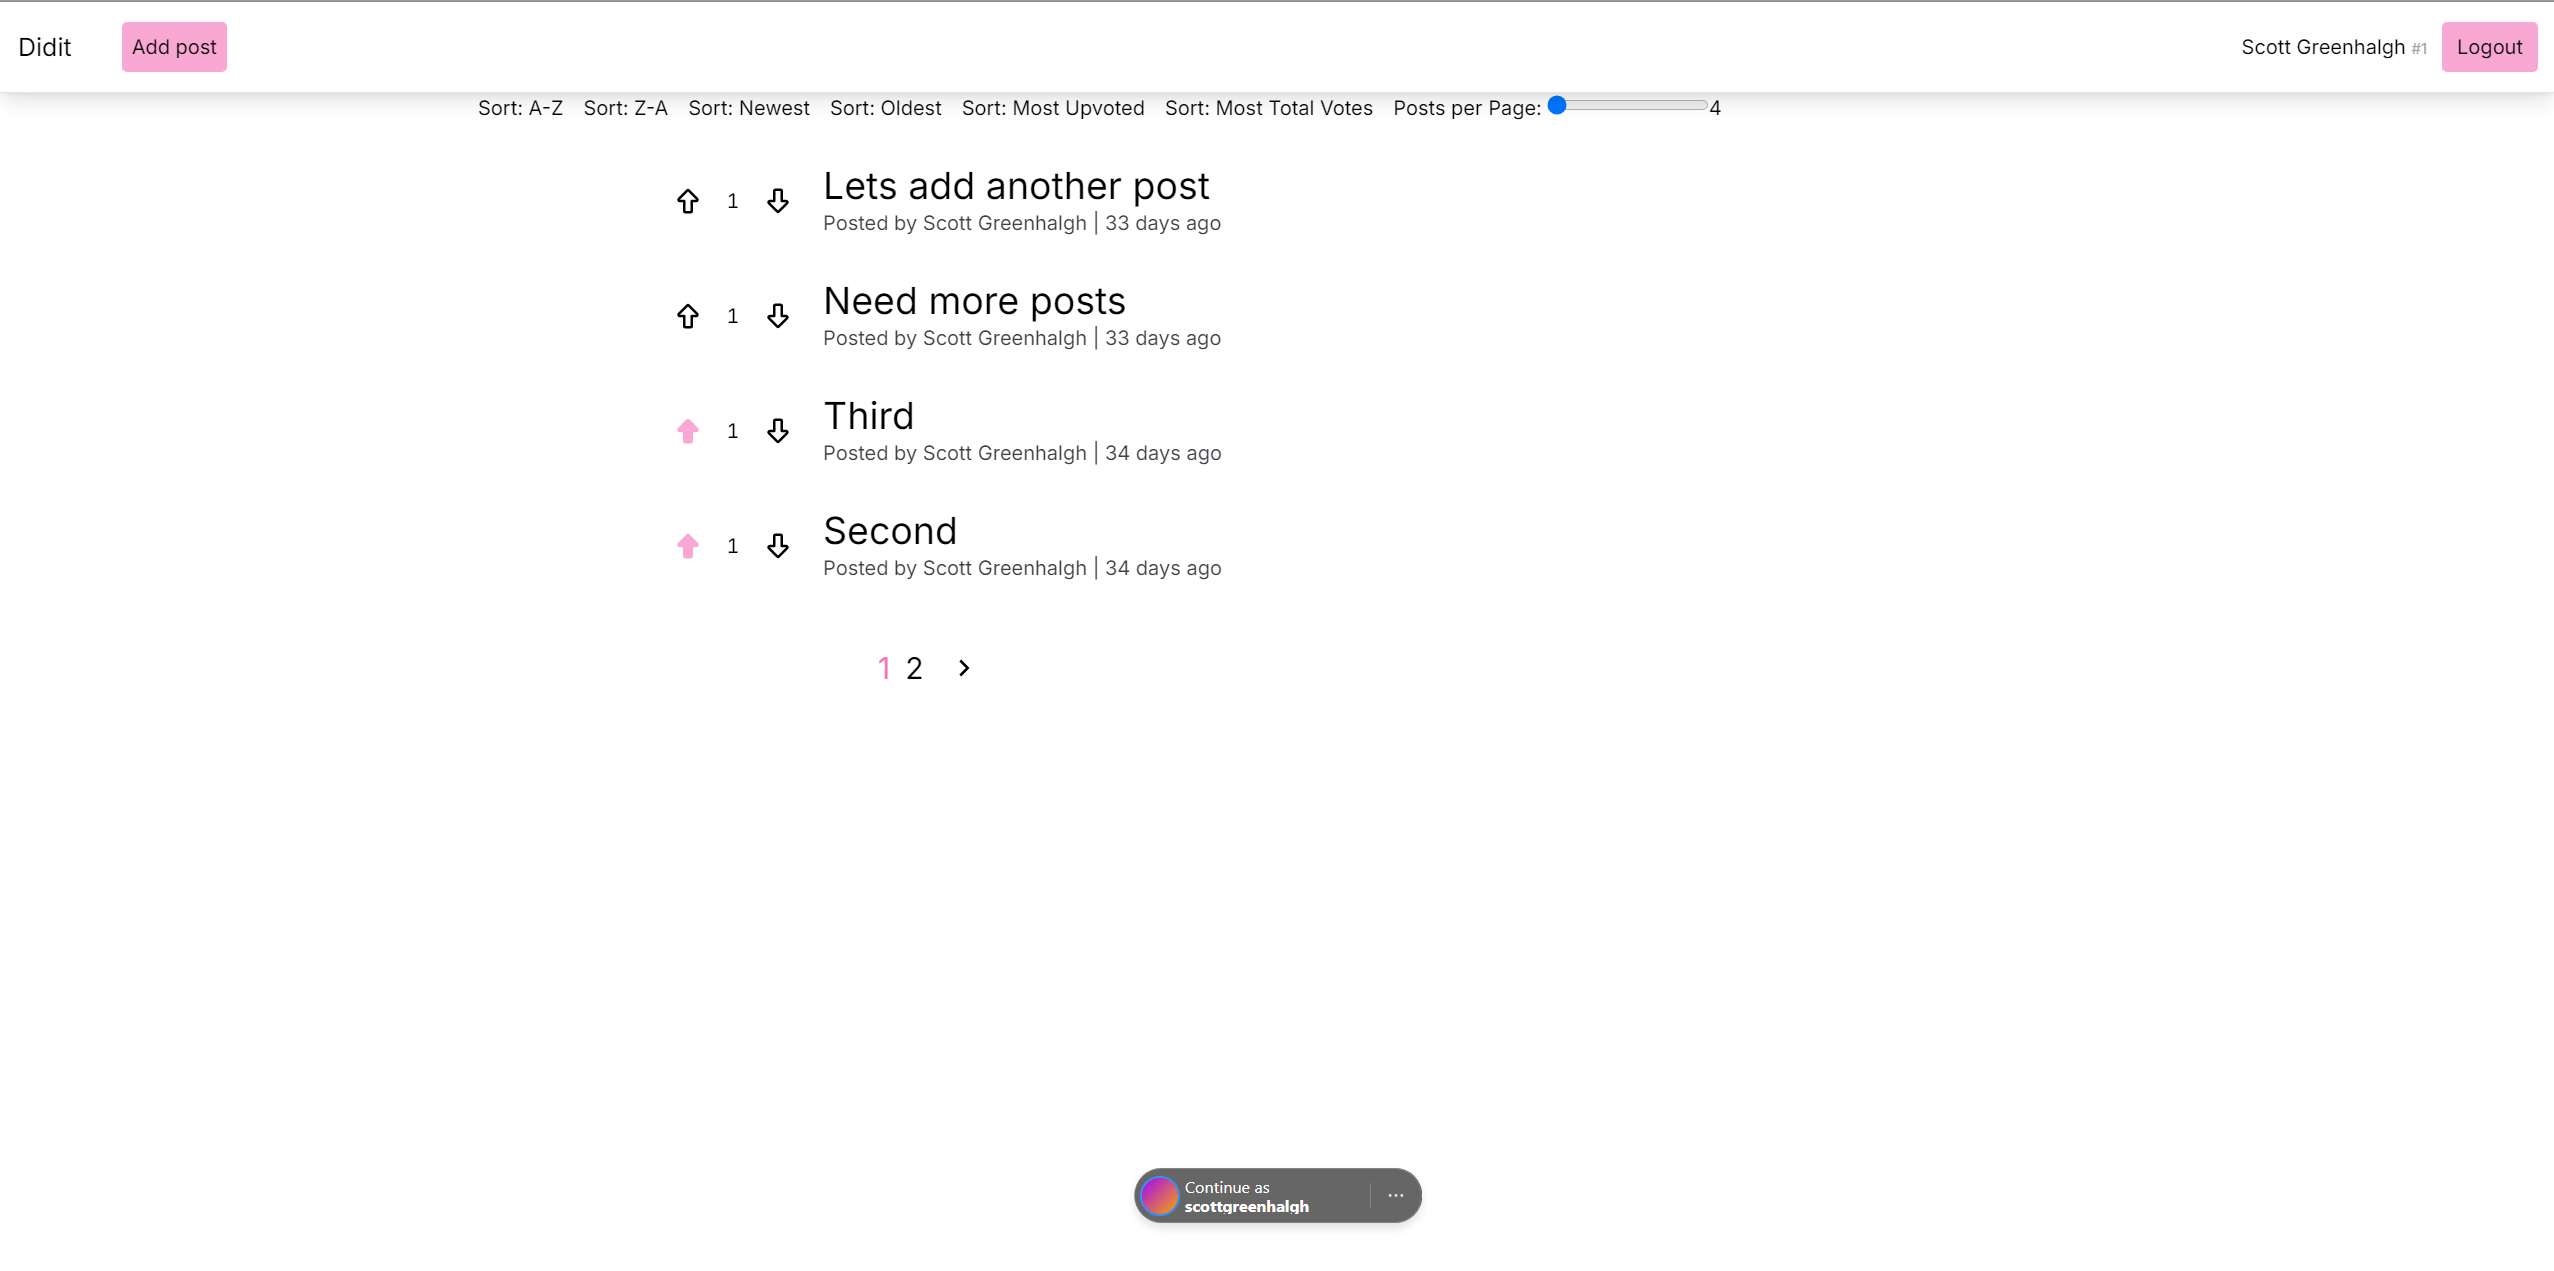 Didit
Add post
Scott Greenhalgh #1
Logout
Sort: A-Z Sort: Z-A Sort: Newest Sort: Oldest Sort: Most Upvoted Sort: Most Total Votes Posts per Page: 4
Lets add another post
1
Posted by Scott Greenhalgh | 33 days ago
Need more posts
1
Posted by Scott Greenhalgh | 33 days ago
Third
1
Posted by Scott Greenhalgh | 34 days ago
Second
1
Posted by Scott Greenhalgh | 34 days ago
1 2 >
Continue as
scottgreenhalgh